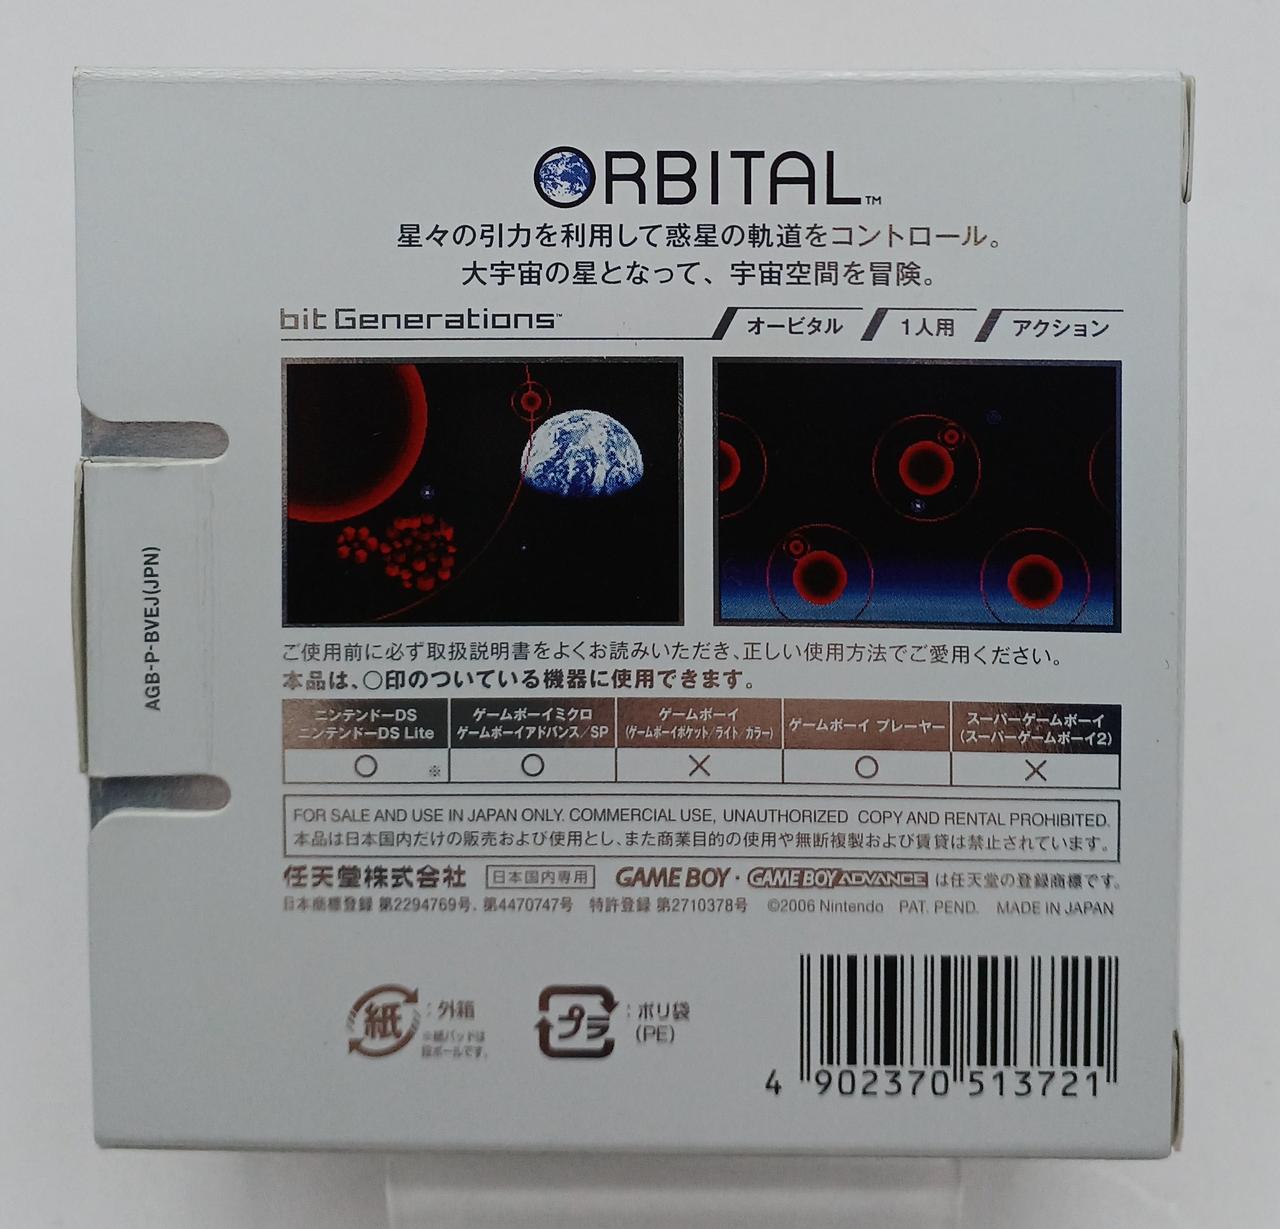 ORBITAL™
星々の引力を利用して惑星の軌道をコントロール。
大宇宙の星となって、宇宙空間を冒険。
bit Generations™ オービタル 1人用 アクション
AGB-P-BVEJ(JPN)
ご使用前に必ず取扱説明書をよくお読みいただき、正しい使用方法でご愛用ください。
本品は、○印のついている機器に使用できます。
ニンテンドーDS
ニンテンドーDS Lite
ゲームボーイミクロ
ゲームボーイアドバンス/SP
ゲームボーイ
(ゲームボーイポケット/ライト/カラー)
ゲームボーイ プレーヤー
スーパーゲームボーイ
(スーパーゲームボーイ2)
○ ※ ○ × ○ ×
FOR SALE AND USE IN JAPAN ONLY. COMMERCIAL USE, UNAUTHORIZED COPY AND RENTAL PROHIBITED.
本品は日本国内だけの販売および使用とし、また商業目的の使用や無断複製および賃貸は禁止されています。
任天堂株式会社 日本国内専用 GAME BOY・GAME BOY ADVANCE は任天堂の登録商標です。
日本商標登録 第2294769号、第4470747号 特許登録 第2710378号 ©2006 Nintendo PAT. PEND. MADE IN JAPAN
紙 : 外箱
※紙パッドは
段ボールです。
プラ : ポリ袋
(PE)
4 902370 513721